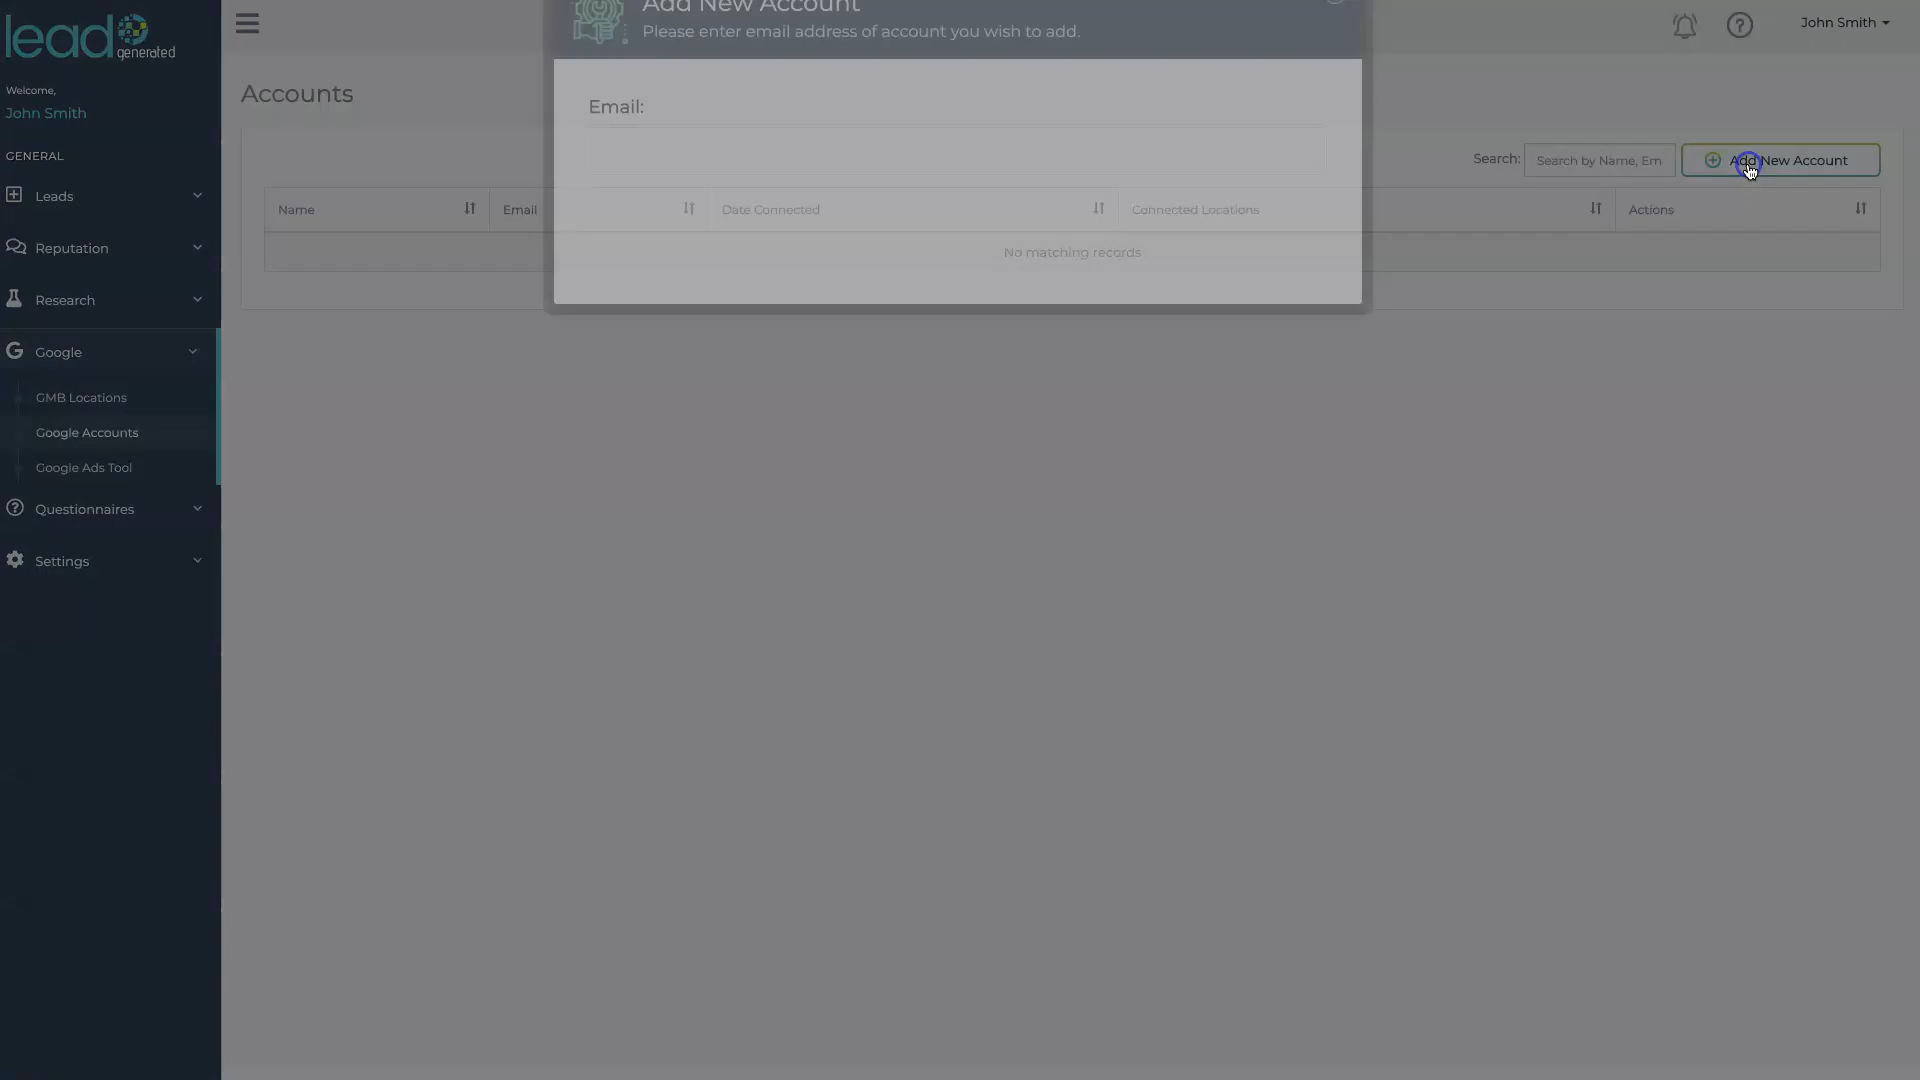 lead
generated
Welcome,
John Smith
GENERAL
Leads
Reputation
Research
Google
GMB Locations
Google Accounts
Google Ads Tool
Questionnaires
Settings
John Smith
Accounts
Add New Account
Please enter email address of account you wish to add.
Email:
Search: Search by Name, Em
Add New Account
Name Email Date Connected Connected Locations Actions
No matching records